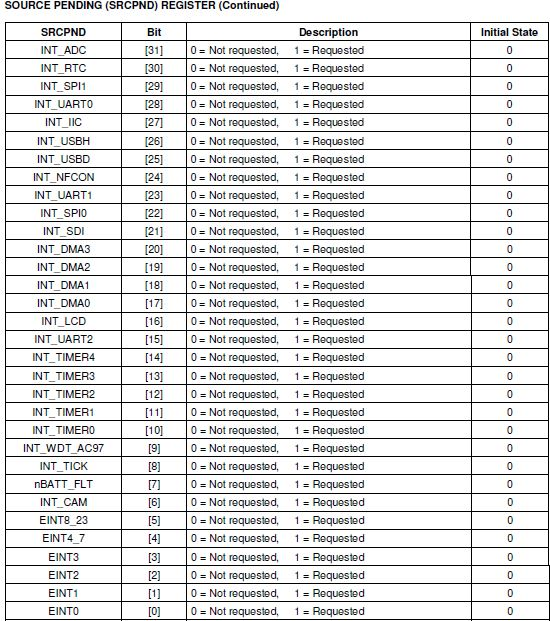 SOURCE PENDING (SRCPND) REGISTER (Continued)
SRCPND Bit Description Initial State
INT_ADC [31] 0 = Not requested, 1 = Requested 0
INT_RTC [30] 0 = Not requested, 1 = Requested 0
INT_SPI1 [29] 0 = Not requested, 1 = Requested 0
INT_UART0 [28] 0 = Not requested, 1 = Requested 0
INT_IIC [27] 0 = Not requested, 1 = Requested 0
INT_USBH [26] 0 = Not requested, 1 = Requested 0
INT_USBD [25] 0 = Not requested, 1 = Requested 0
INT_NFCON [24] 0 = Not requested, 1 = Requested 0
INT_UART1 [23] 0 = Not requested, 1 = Requested 0
INT_SPI0 [22] 0 = Not requested, 1 = Requested 0
INT_SDI [21] 0 = Not requested, 1 = Requested 0
INT_DMA3 [20] 0 = Not requested, 1 = Requested 0
INT_DMA2 [19] 0 = Not requested, 1 = Requested 0
INT_DMA1 [18] 0 = Not requested, 1 = Requested 0
INT_DMA0 [17] 0 = Not requested, 1 = Requested 0
INT_LCD [16] 0 = Not requested, 1 = Requested 0
INT_UART2 [15] 0 = Not requested, 1 = Requested 0
INT_TIMER4 [14] 0 = Not requested, 1 = Requested 0
INT_TIMER3 [13] 0 = Not requested, 1 = Requested 0
INT_TIMER2 [12] 0 = Not requested, 1 = Requested 0
INT_TIMER1 [11] 0 = Not requested, 1 = Requested 0
INT_TIMER0 [10] 0 = Not requested, 1 = Requested 0
INT_WDT_AC97 [9] 0 = Not requested, 1 = Requested 0
INT_TICK [8] 0 = Not requested, 1 = Requested 0
nBATT_FLT [7] 0 = Not requested, 1 = Requested 0
INT_CAM [6] 0 = Not requested, 1 = Requested 0
EINT8_23 [5] 0 = Not requested, 1 = Requested 0
EINT4_7 [4] 0 = Not requested, 1 = Requested 0
EINT3 [3] 0 = Not requested, 1 = Requested 0
EINT2 [2] 0 = Not requested, 1 = Requested 0
EINT1 [1] 0 = Not requested, 1 = Requested 0
EINT0 [0] 0 = Not requested, 1 = Requested 0